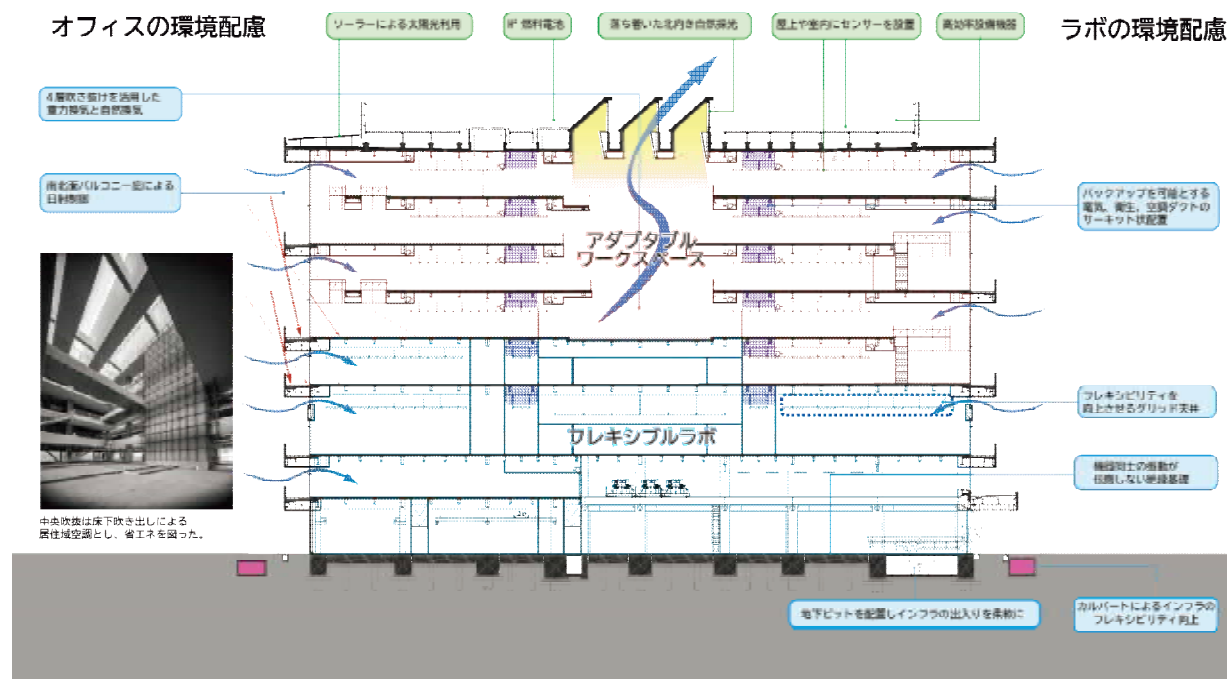 オフィスの環境配慮
ソーラーによる太陽光利用
燃料電池
落ち着いた北向き自然採光
屋上や室内にセンサーを設置
高効率設備機器
ラボの環境配慮
4層吹き抜けを活用した
重力換気と自然換気
南北面バルコニー庇による
日射制御
バックアップを可能とする
電気、衛生、空調ダクトの
サーキット状配置
アダプタブル
ワークスペース
フレキシビリティを
向上させるグリッド天井
フレキシブルラボ
機器同士の振動が
伝播しない絶縁基礎
中央吹抜は床下吹き出しによる
居住域空調とし、省エネを図った。
地下ピットを配置しインフラの出入りを柔軟に
カルバートによるインフラの
フレキシビリティ向上